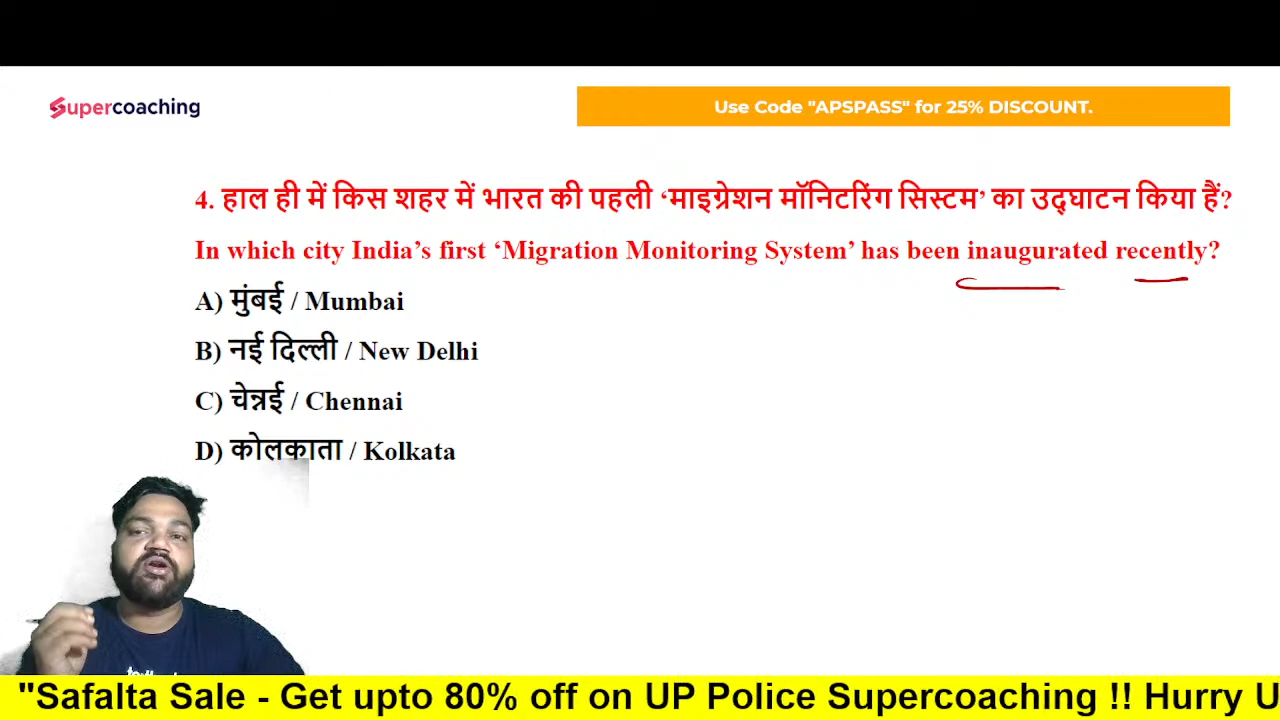 Supercoaching
Use Code "APSPASS" for 25% DISCOUNT.
4. हाल ही में किस शहर में भारत की पहली ‘माइग्रेशन मॉनिटरिंग सिस्टम’ का उद्घाटन किया हैं?
In which city India’s first ‘Migration Monitoring System’ has been inaugurated recently?
A) मुंबई / Mumbai
B) नई दिल्ली / New Delhi
C) चेन्नई / Chennai
D) कोलकाता / Kolkata
"Safalta Sale - Get upto 80% off on UP Police Supercoaching !! Hurry U